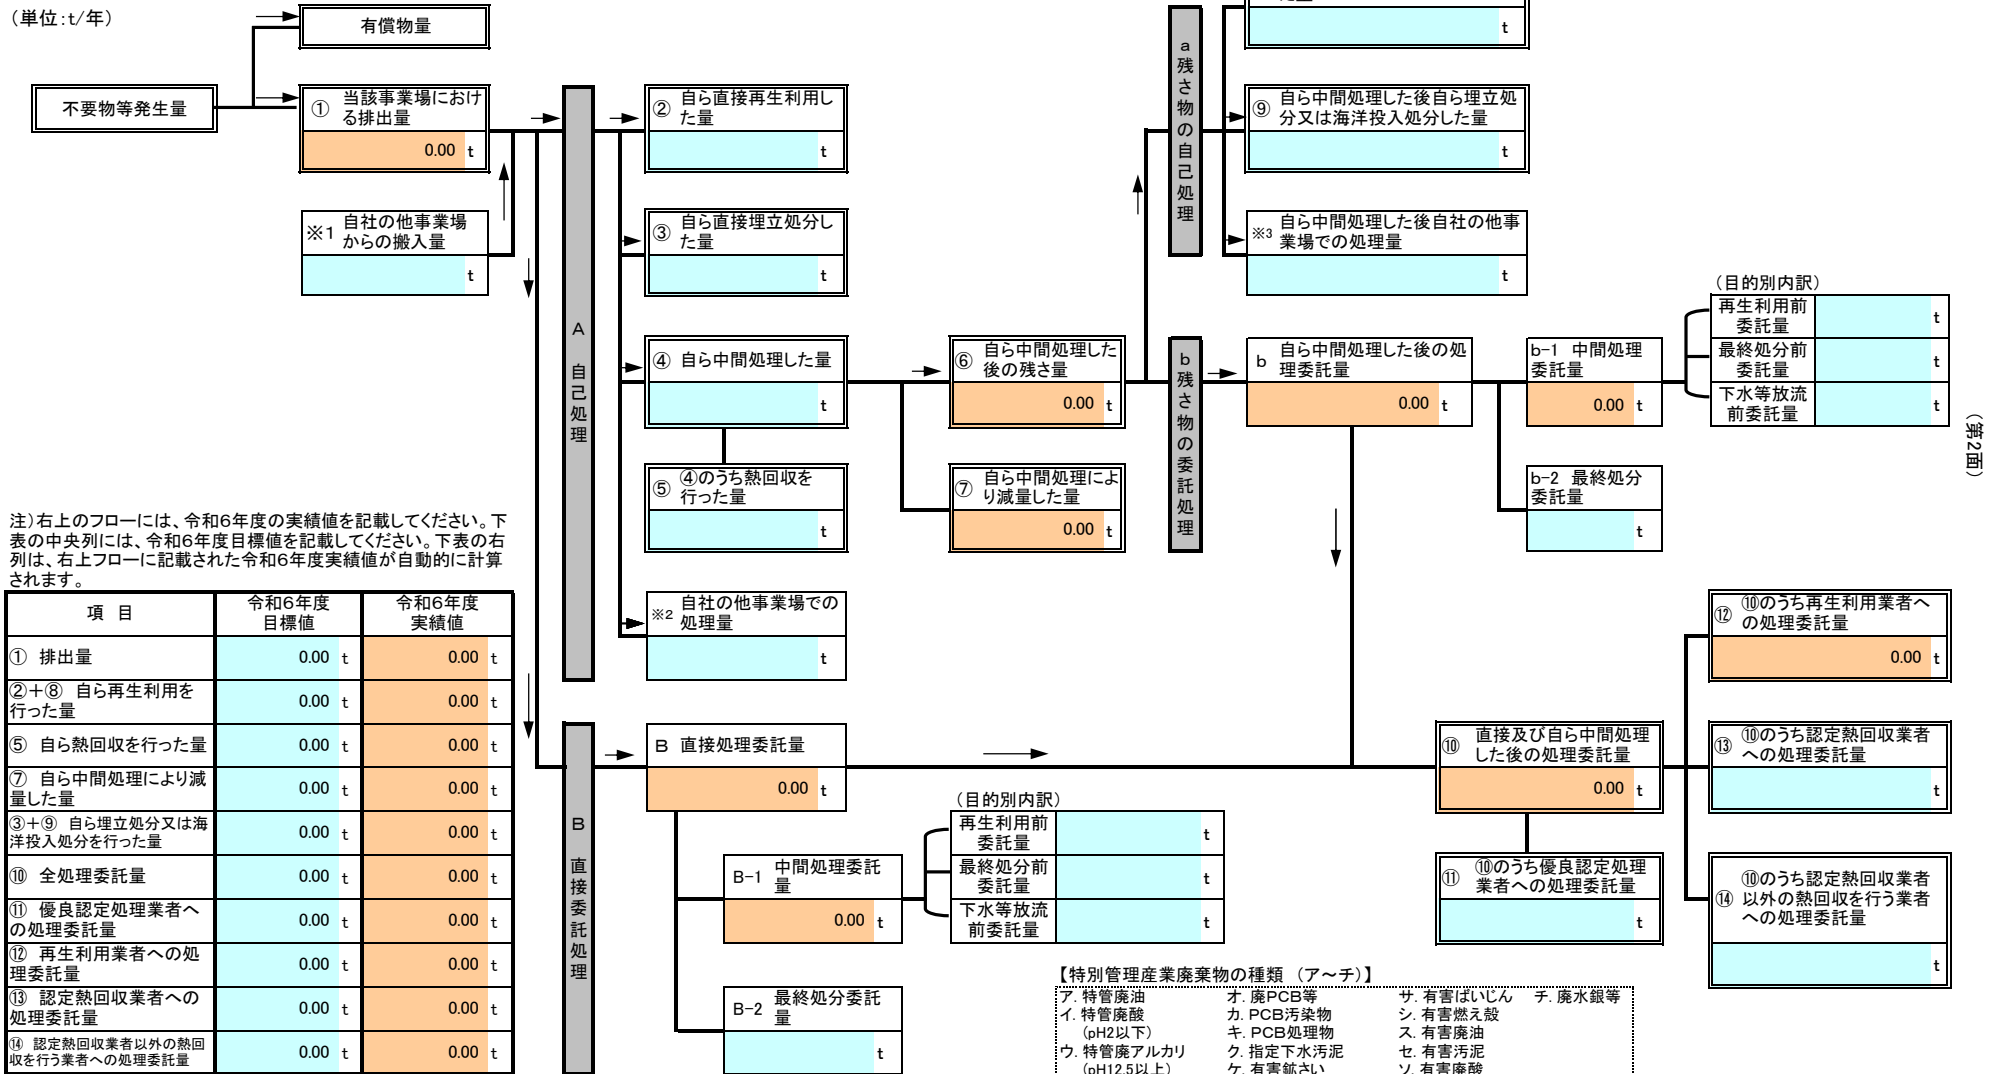 （単位：t/年）
有償物量
不要物等発生量
① 当該事業場におけ
る排出量
0.00 t
※1 自社の他事業場
からの搬入量
t
A 自己処理
② 自ら直接再生利用し
た量
t
③ 自ら直接埋立処分し
た量
t
④ 自ら中間処理した量
t
⑤ ④のうち熱回収を
行った量
t
※2 自社の他事業場での
処理量
t
⑥ 自ら中間処理した
後の残さ量
0.00 t
⑦ 自ら中間処理によ
り減量した量
0.00 t
a 残さ物の自己処理
t
⑨ 自ら中間処理した後自ら埋立処
分又は海洋投入処分した量
t
※3 自ら中間処理した後自社の他事
業場での処理量
t
b 残さ物の委託処理
b 自ら中間処理した後の処
理委託量
0.00 t
b-1 中間処理
委託量
0.00 t
（目的別内訳）
再生利用前
委託量
t
最終処分前
委託量
t
下水等放流
前委託量
t
b-2 最終処分
委託量
t
（第2面）
注）右上のフローには、令和６年度の実績値を記載してください。下
表の中央列には、令和６年度目標値を記載してください。下表の右
列は、右上フローに記載された令和６年度実績値が自動的に計算
されます。
項 目 令和６年度
目標値 令和６年度
実績値
① 排出量 0.00 t 0.00 t
②＋⑧ 自ら再生利用を
行った量 0.00 t 0.00 t
⑤ 自ら熱回収を行った量 0.00 t 0.00 t
⑦ 自ら中間処理により減
量した量 0.00 t 0.00 t
③＋⑨ 自ら埋立処分又は海
洋投入処分を行った量 0.00 t 0.00 t
⑩ 全処理委託量 0.00 t 0.00 t
⑪ 優良認定処理業者へ
の処理委託量 0.00 t 0.00 t
⑫ 再生利用業者への処
理委託量 0.00 t 0.00 t
⑬ 認定熱回収業者への
処理委託量 0.00 t 0.00 t
⑭ 認定熱回収業者以外の熱回
収を行う業者への処理委託量 0.00 t 0.00 t
B 直接委託処理
B 直接処理委託量
0.00 t
B-1 中間処理委託
量
0.00 t
（目的別内訳）
再生利用前
委託量
t
最終処分前
委託量
t
下水等放流
前委託量
t
B-2 最終処分委託
量
t
⑩ 直接及び自ら中間処理
した後の処理委託量
0.00 t
⑪ ⑩のうち優良認定処理
業者への処理委託量
t
⑫ ⑩のうち再生利用業者へ
の処理委託量
0.00 t
⑬ ⑩のうち認定熱回収業者
への処理委託量
t
⑭ ⑩のうち認定熱回収業者
以外の熱回収を行う業者
への処理委託量
t
【特別管理産業廃棄物の種類 （ア～チ）】
ア．特管廃油 オ．廃PCB等 サ．有害ばいじん チ．廃水銀等
イ．特管廃酸 カ．PCB汚染物 シ．有害燃え殻
（pH2以下） キ．PCB処理物 ス．有害廃油
ウ．特管廃アルカリ ク．指定下水汚泥 セ．有害汚泥
（pH12.5以上） ケ．有害鉱さい ソ．有害廃酸